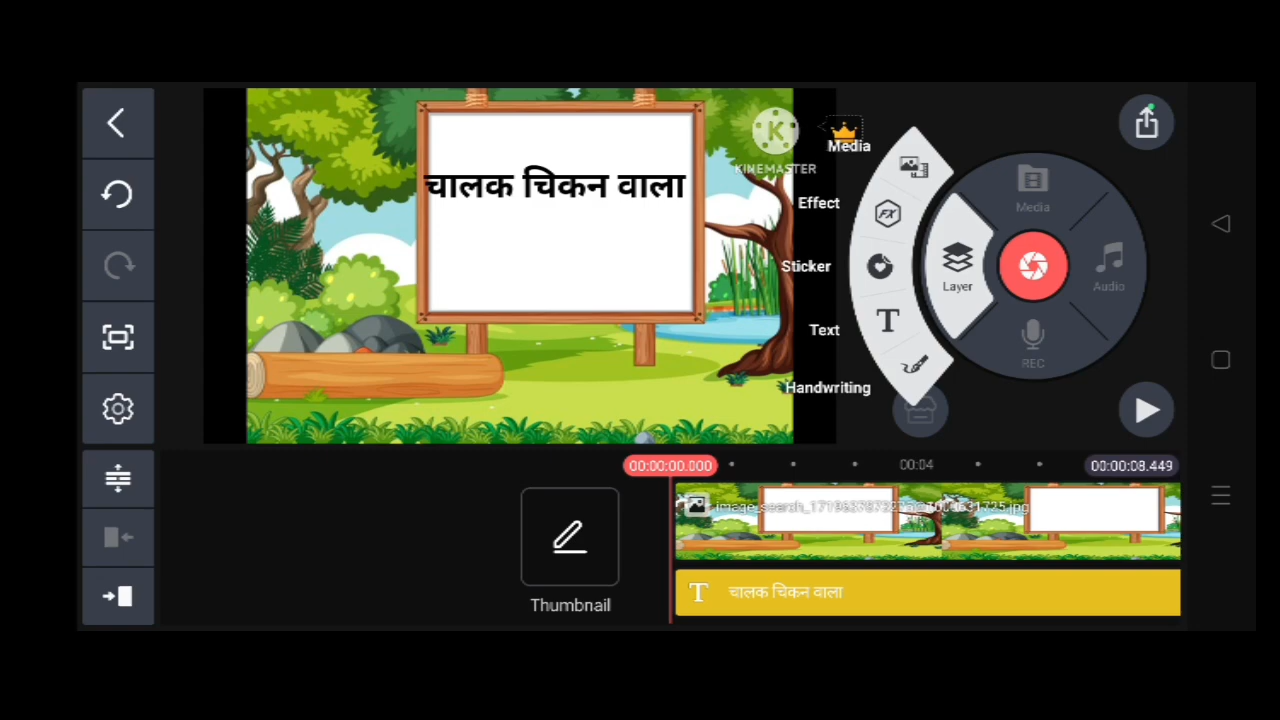 चालक चिकन वाला
KINEMASTER
Media
Effect
Sticker
Text
Handwriting
Layer
Media
Audio
REC
00:00:00.000
00:04
00:00:08.449
Thumbnail
चालक चिकन वाला